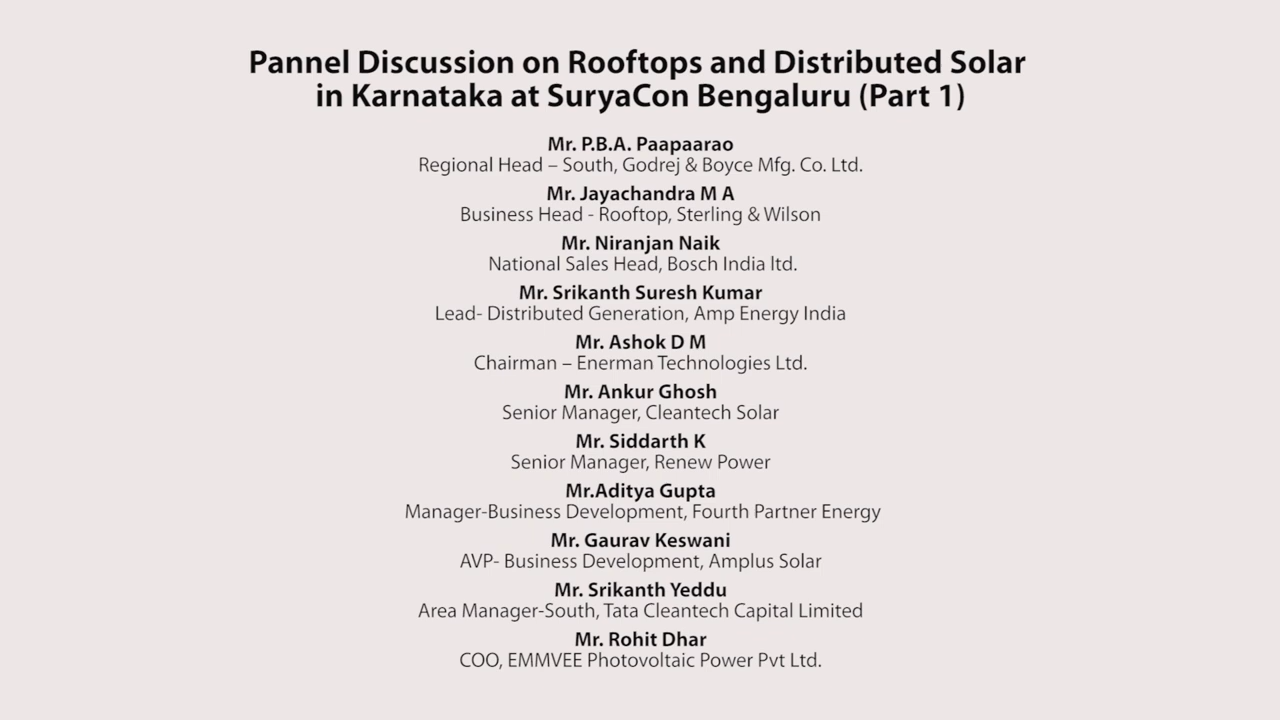 Pannel Discussion on Rooftops and Distributed Solar
in Karnataka at SuryaCon Bengaluru (Part 1)
Mr. P.B.A. Paapaarao
Regional Head – South, Godrej & Boyce Mfg. Co. Ltd.
Mr. Jayachandra M A
Business Head - Rooftop, Sterling & Wilson
Mr. Niranjan Naik
National Sales Head, Bosch India ltd.
Mr. Srikanth Suresh Kumar
Lead- Distributed Generation, Amp Energy India
Mr. Ashok D M
Chairman – Enerman Technologies Ltd.
Mr. Ankur Ghosh
Senior Manager, Cleantech Solar
Mr. Siddarth K
Senior Manager, Renew Power
Mr.Aditya Gupta
Manager-Business Development, Fourth Partner Energy
Mr. Gaurav Keswani
AVP- Business Development, Amplus Solar
Mr. Srikanth Yeddu
Area Manager-South, Tata Cleantech Capital Limited
Mr. Rohit Dhar
COO, EMMVEE Photovoltaic Power Pvt Ltd.